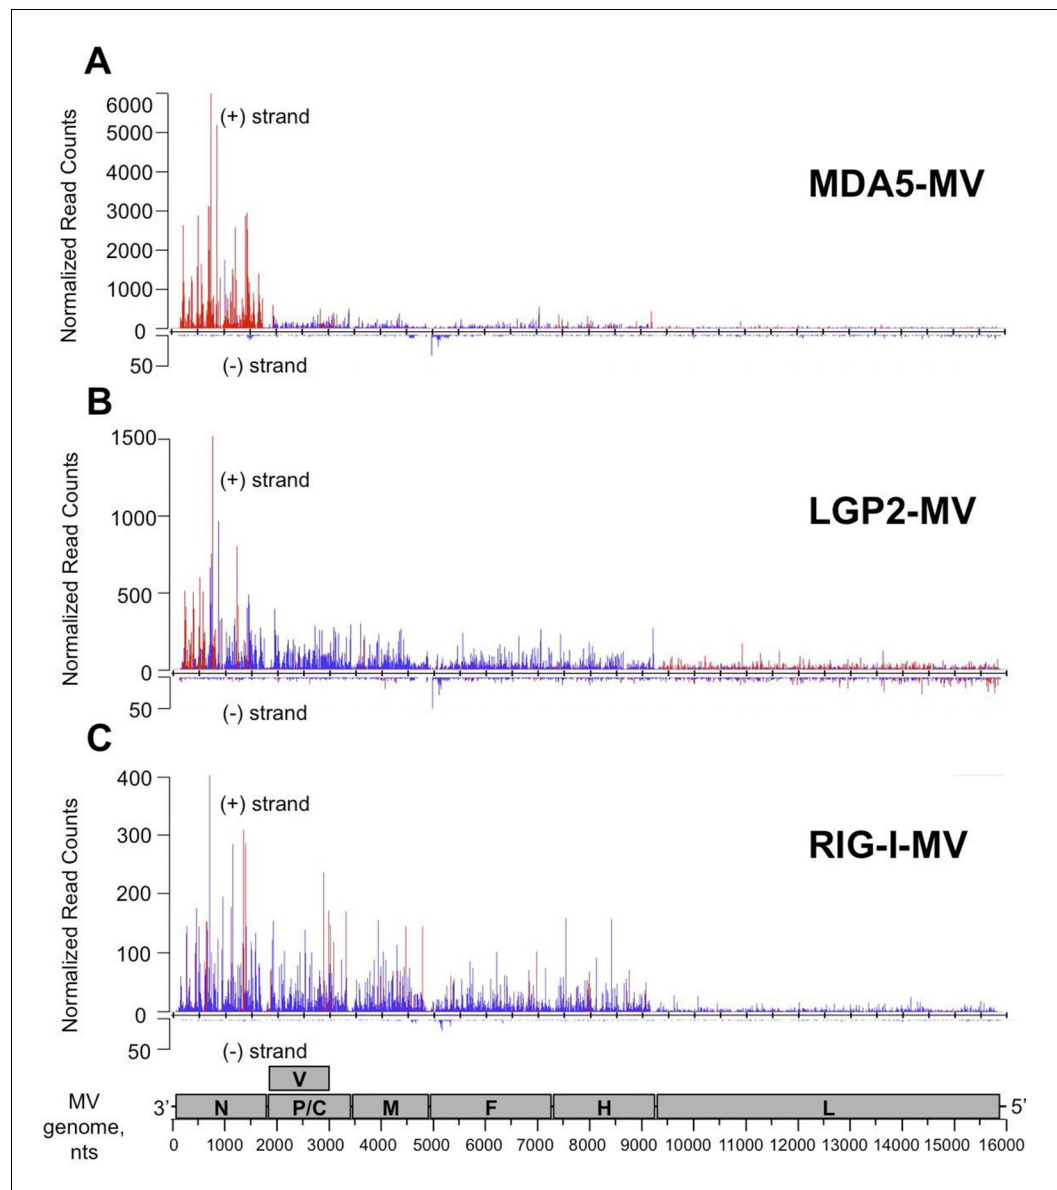 A
Normalized Read Counts
6000
5000
4000
3000
2000
1000
0
50
(+) strand
(-) strand
MDA5-MV
B
Normalized Read Counts
1500
1000
500
0
50
(+) strand
(-) strand
LGP2-MV
C
Normalized Read Counts
400
300
200
100
0
50
(+) strand
(-) strand
RIG-I-MV
V
MV
genome,
nts
3’ N P/C M F H L 5’
0 1000 2000 3000 4000 5000 6000 7000 8000 9000 10000 11000 12000 13000 14000 15000 16000